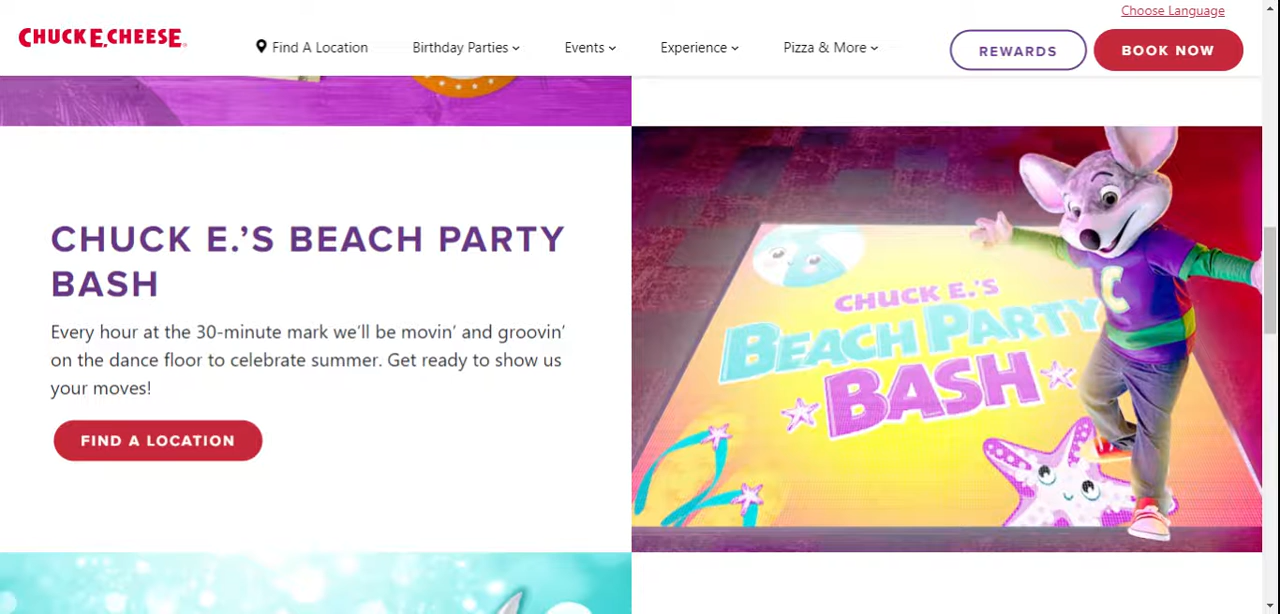 Choose Language
CHUCK E. CHEESE
Find A Location
Birthday Parties
Events
Experience
Pizza & More
REWARDS
BOOK NOW
CHUCK E.'S BEACH PARTY
BASH
Every hour at the 30-minute mark we’ll be movin’ and groovin’
on the dance floor to celebrate summer. Get ready to show us
your moves!
FIND A LOCATION
CHUCK E.'S
BEACH PARTY
BASH
C